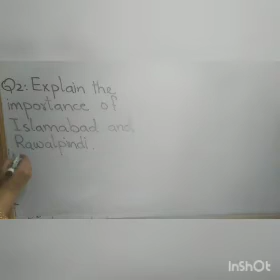 Q2: Explain the
importance of
Islamabad and
Rawalpindi.
InShOt